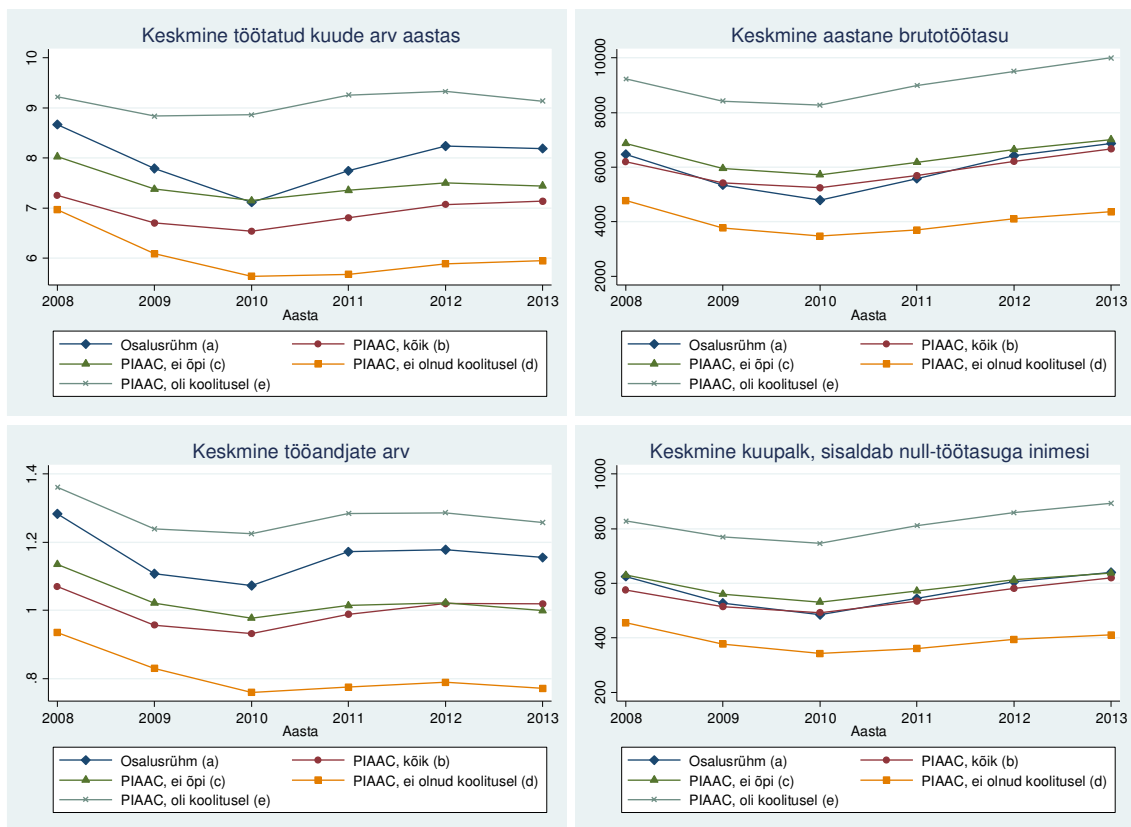 Keskmine töötatud kuude arv aastas
10
9
8
7
6
2008 2009 2010 2011 2012 2013
Aasta
Osalusrühm (a) PIAAC, kõik (b)
PIAAC, ei õpi (c) PIAAC, ei olnud koolitusel (d)
PIAAC, oli koolitusel (e)
Keskmine aastane brutotöötasu
10000
8000
6000
4000
2000
2008 2009 2010 2011 2012 2013
Aasta
Osalusrühm (a) PIAAC, kõik (b)
PIAAC, ei õpi (c) PIAAC, ei olnud koolitusel (d)
PIAAC, oli koolitusel (e)
Keskmine tööandjate arv
1.4
1.2
1
.8
2008 2009 2010 2011 2012 2013
Aasta
Osalusrühm (a) PIAAC, kõik (b)
PIAAC, ei õpi (c) PIAAC, ei olnud koolitusel (d)
PIAAC, oli koolitusel (e)
Keskmine kuupalk, sisaldab null-töötasuga inimesi
1000
800
600
400
200
2008 2009 2010 2011 2012 2013
Aasta
Osalusrühm (a) PIAAC, kõik (b)
PIAAC, ei õpi (c) PIAAC, ei olnud koolitusel (d)
PIAAC, oli koolitusel (e)